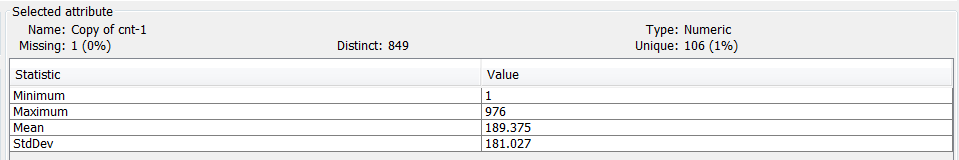 Selected attribute
Name: Copy of cnt-1 Type: Numeric
Missing: 1 (0%) Distinct: 849 Unique: 106 (1%)
Statistic Value
Minimum 1
Maximum 976
Mean 189.375
StdDev 181.027